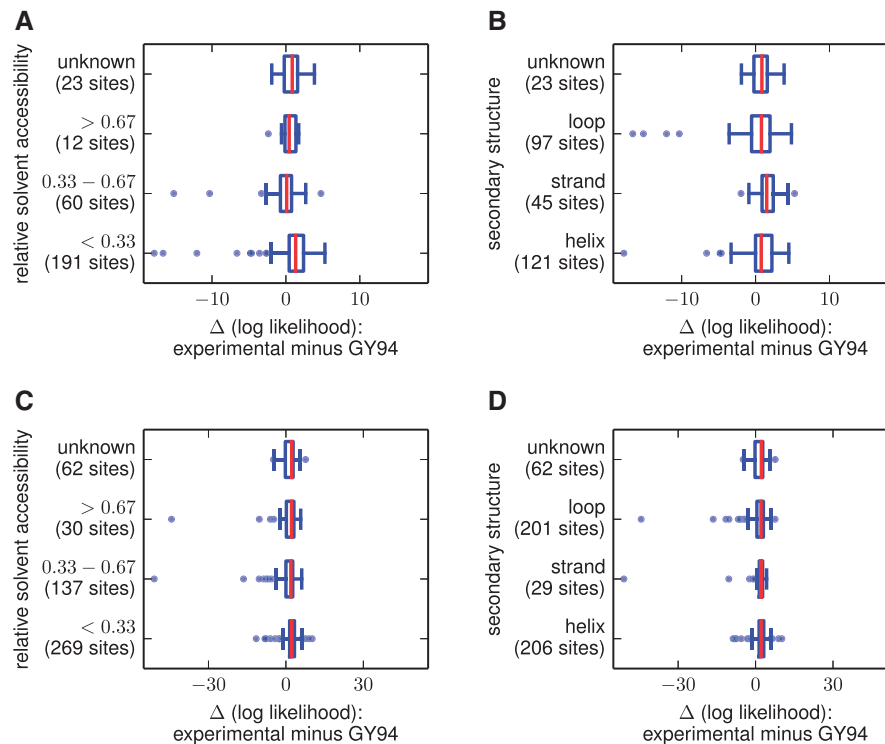 A
relative solvent accessibility
unknown
(23 sites)
> 0.67
(12 sites)
0.33 − 0.67
(60 sites)
< 0.33
(191 sites)
−10 0 10
Δ (log likelihood):
experimental minus GY94
B
secondary structure
unknown
(23 sites)
loop
(97 sites)
strand
(45 sites)
helix
(121 sites)
−10 0 10
Δ (log likelihood):
experimental minus GY94
C
relative solvent accessibility
unknown
(62 sites)
> 0.67
(30 sites)
0.33 − 0.67
(137 sites)
< 0.33
(269 sites)
−30 0 30
Δ (log likelihood):
experimental minus GY94
D
secondary structure
unknown
(62 sites)
loop
(201 sites)
strand
(29 sites)
helix
(206 sites)
−30 0 30
Δ (log likelihood):
experimental minus GY94